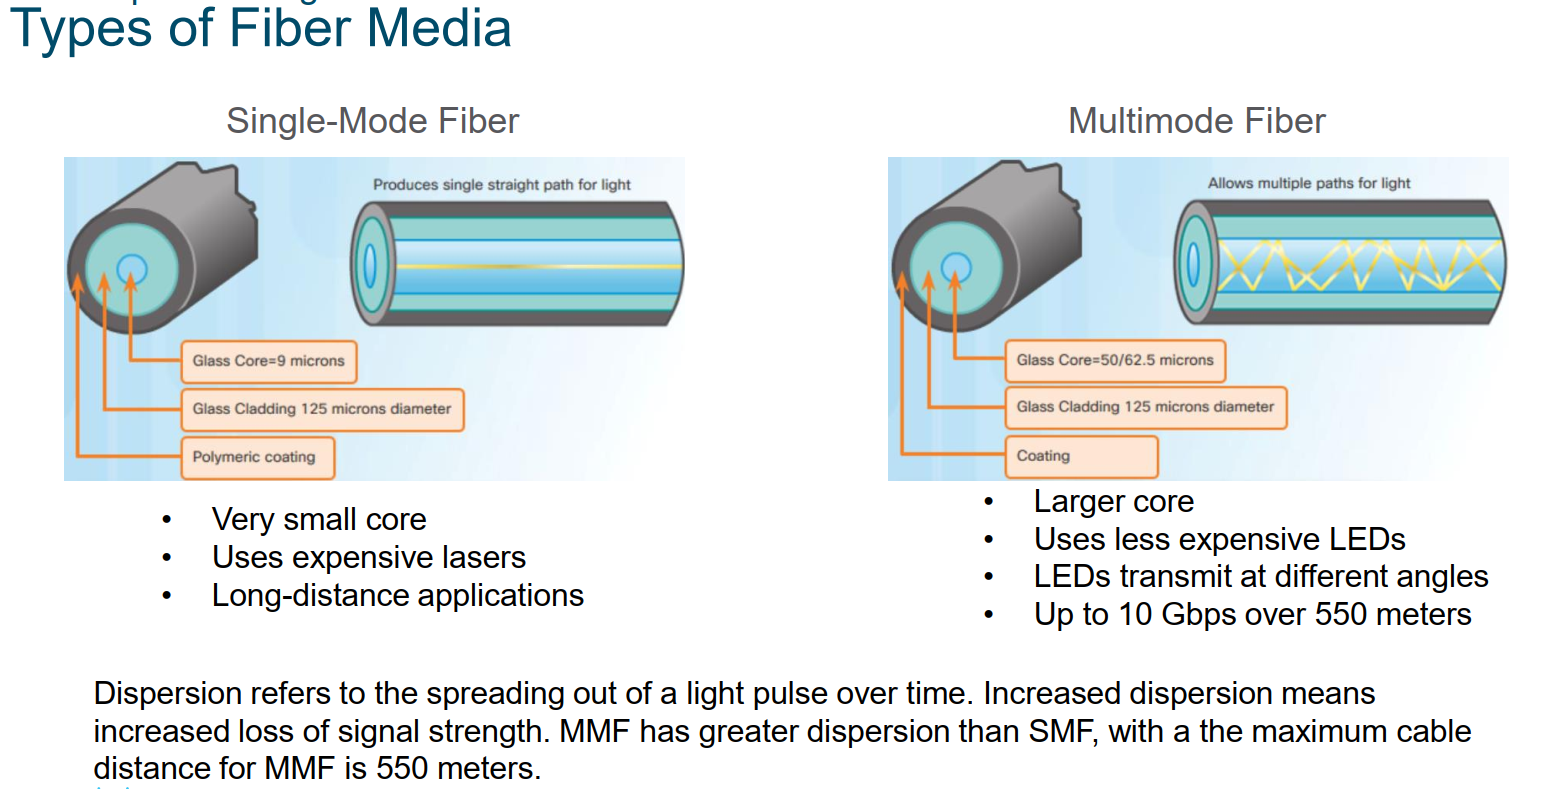 Types of Fiber Media
Single-Mode Fiber
Produces single straight path for light
Glass Core=9 microns
Glass Cladding 125 microns diameter
Polymeric coating
• Very small core
• Uses expensive lasers
• Long-distance applications
Multimode Fiber
Allows multiple paths for light
Glass Core=50/62.5 microns
Glass Cladding 125 microns diameter
Coating
• Larger core
• Uses less expensive LEDs
• LEDs transmit at different angles
• Up to 10 Gbps over 550 meters
Dispersion refers to the spreading out of a light pulse over time. Increased dispersion means
increased loss of signal strength. MMF has greater dispersion than SMF, with a the maximum cable
distance for MMF is 550 meters.